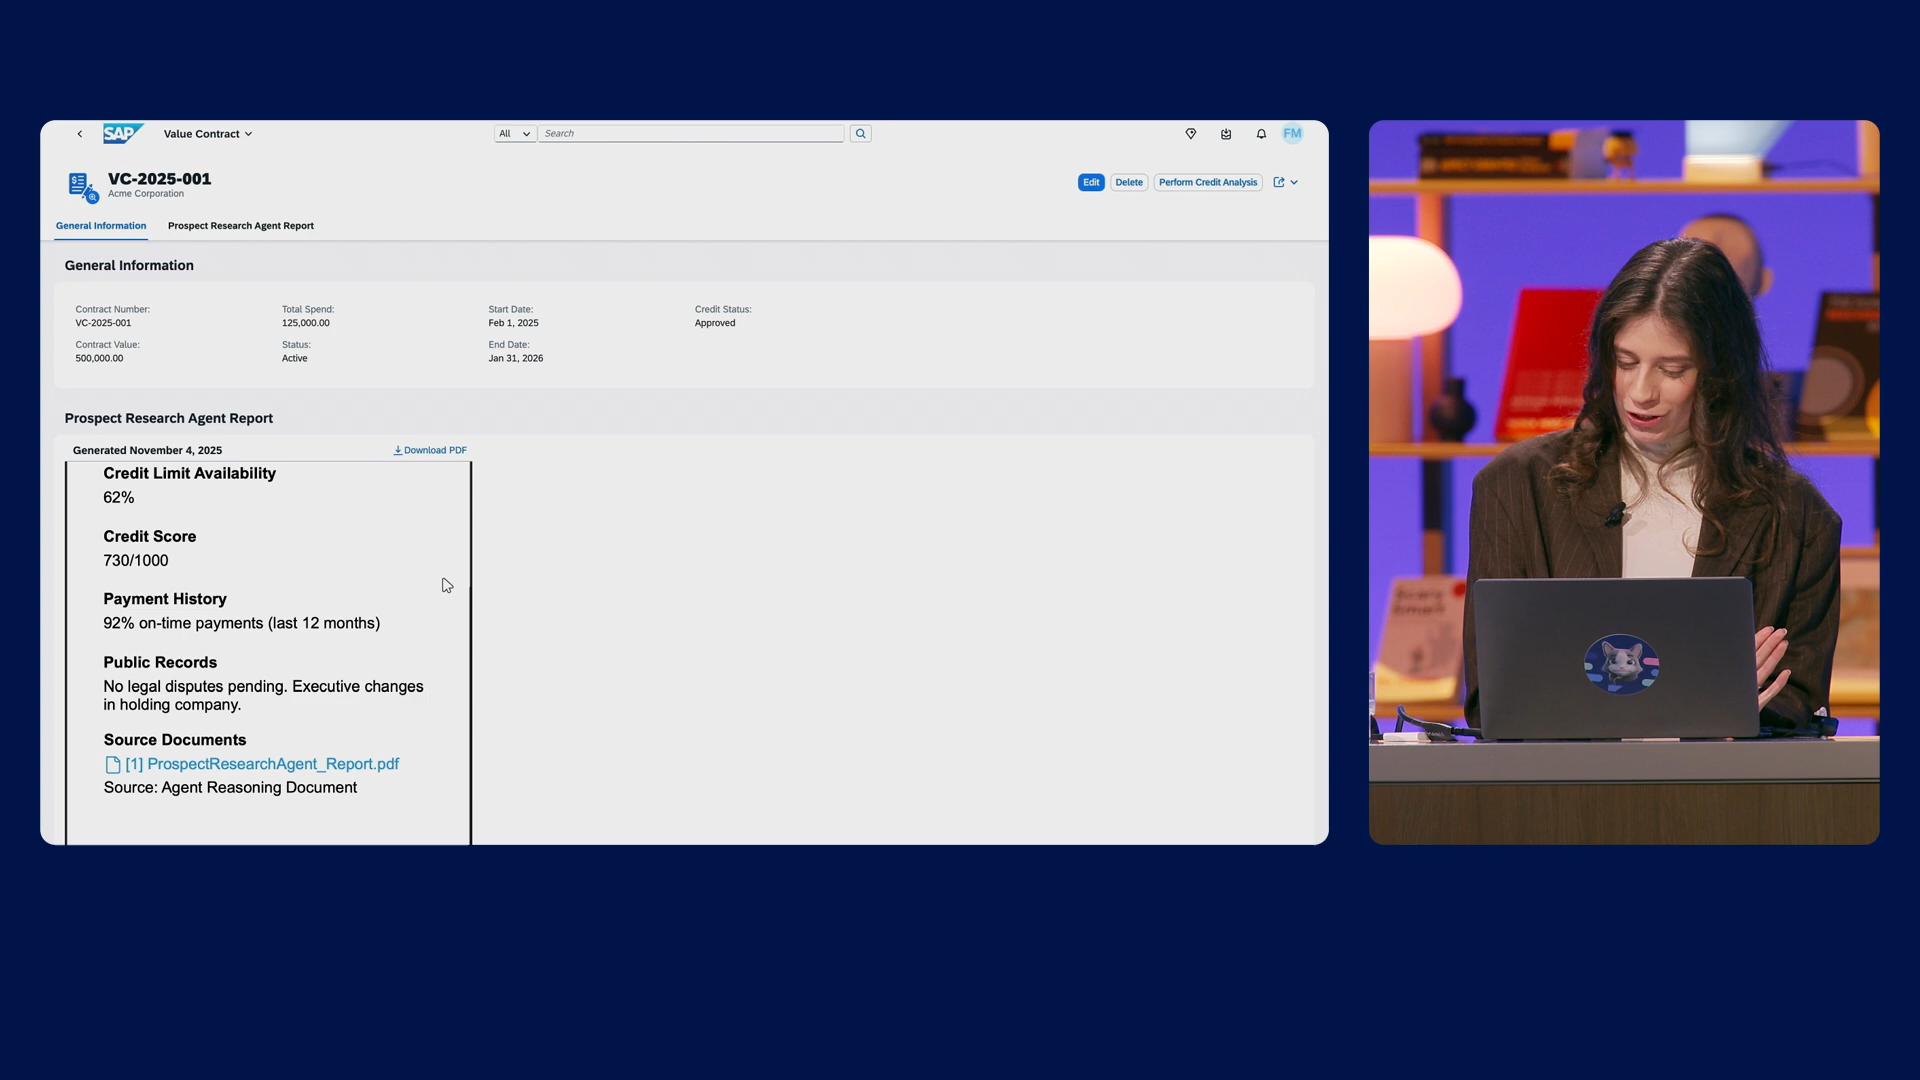 SAP
Value Contract
All
Search
FM
VC-2025-001
Acme Corporation
Edit
Delete
Perform Credit Analysis
General Information
Prospect Research Agent Report
General Information
Contract Number:
VC-2025-001
Total Spend:
125,000.00
Start Date:
Feb 1, 2025
Credit Status:
Approved
Contract Value:
500,000.00
Status:
Active
End Date:
Jan 31, 2026
Prospect Research Agent Report
Generated November 4, 2025
Download PDF
Credit Limit Availability
62%
Credit Score
730/1000
Payment History
92% on-time payments (last 12 months)
Public Records
No legal disputes pending. Executive changes
in holding company.
Source Documents
[1] ProspectResearchAgent_Report.pdf
Source: Agent Reasoning Document